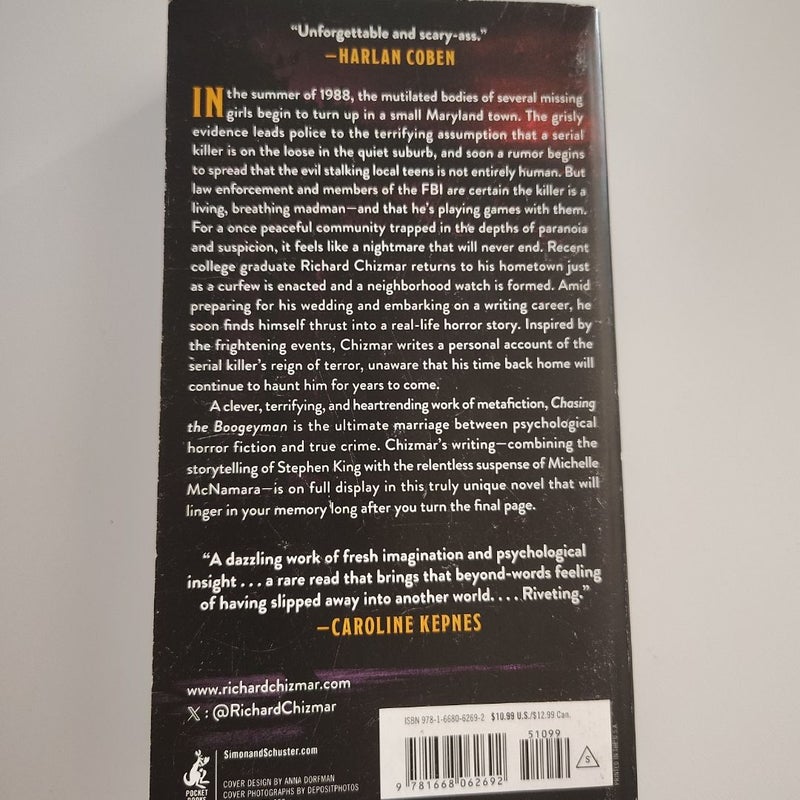 “Unforgettable and scary-ass.”
—HARLAN COBEN
IN the summer of 1988, the mutilated bodies of several missing
girls begin to turn up in a small Maryland town. The grisly
evidence leads police to the terrifying assumption that a serial
killer is on the loose in the quiet suburb, and soon a rumor begins
to spread that the evil stalking local teens is not entirely human. But
law enforcement and members of the FBI are certain the killer is a
living, breathing madman—and that he’s playing games with them.
For a once peaceful community trapped in the depths of paranoia
and suspicion, it feels like a nightmare that will never end. Recent
college graduate Richard Chizmar returns to his hometown just
as a curfew is enacted and a neighborhood watch is formed. Amid
preparing for his wedding and embarking on a writing career, he
soon finds himself thrust into a real-life horror story. Inspired by
the frightening events, Chizmar writes a personal account of the
serial killer’s reign of terror, unaware that his time back home will
continue to haunt him for years to come.
A clever, terrifying, and heartrending work of metafiction, Chasing
the Boogeyman is the ultimate marriage between psychological
horror fiction and true crime. Chizmar’s writing—combining the
storytelling of Stephen King with the relentless suspense of Michelle
McNamara—is on full display in this truly unique novel that will
linger in your memory long after you turn the final page.
“A dazzling work of fresh imagination and psychological
insight . . . a rare read that brings that beyond-words feeling
of having slipped away into another world. . . . Riveting.”
—CAROLINE KEPNES
www.richardchizmar.com
X : @RichardChizmar
SimonandSchuster.com
POCKET
BOOKS
COVER DESIGN BY ANNA DORFMAN
COVER PHOTOGRAPHS BY DEPOSITPHOTOS
ISBN 978-1-6680-6269-2 $10.99 U.S./$12.99 Can.
51099
9 781668 062692
S
PRINTED IN THE U.S.A.